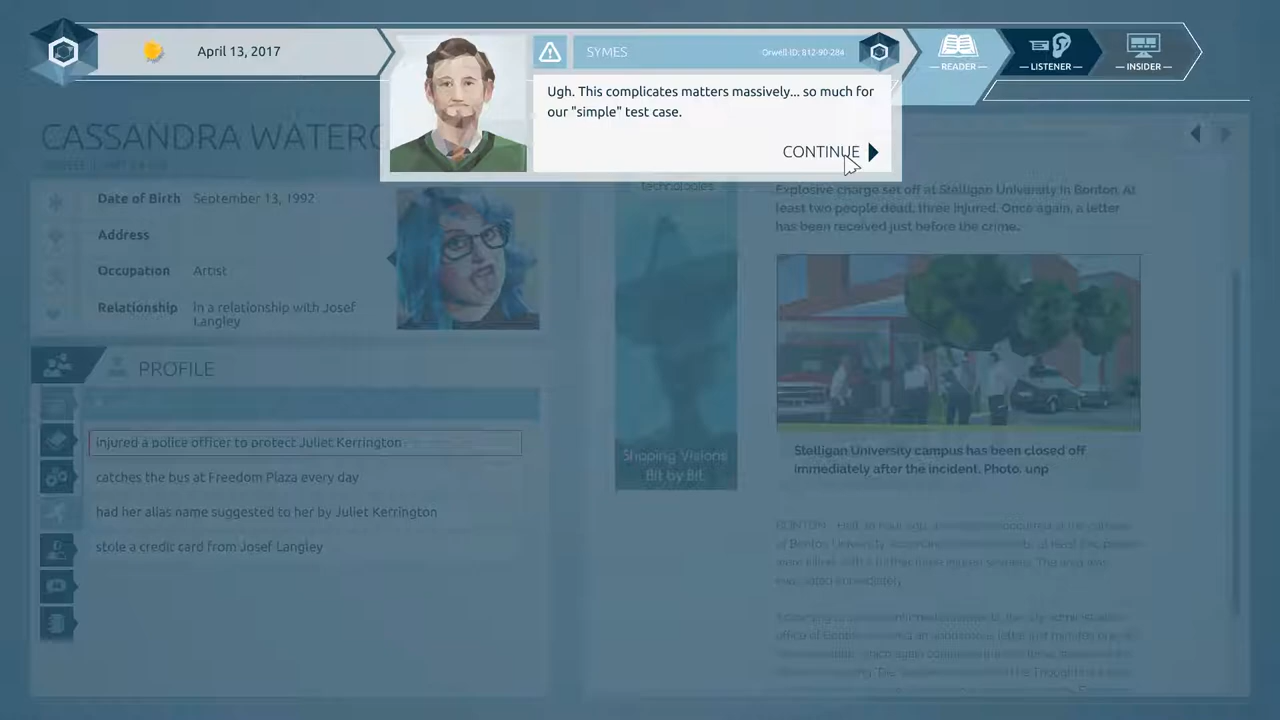 April 13, 2017
SYMES
Orwell ID: 812-90-284
Ugh. This complicates matters massively... so much for
our "simple" test case.
CONTINUE
READER
LISTENER
INSIDER
CASSANDRA
Date of Birth September 13, 1992
Address
Occupation Artist
Relationship in a relationship with Josef
Langley
PROFILE
injured a police officer to protect Juliet Kerrington
catches the bus at Freedom Plaza every day
had her alias name suggested to her by Juliet Kerrington
stole a credit card from Josef Langley
technologies
Shaping Visions
Bit by Bit
Explosive charge set off at Stelligan University in Bonton. At
least two people dead, three injured. Once again, a letter
has been received just before the crime.
Stelligan University campus has been closed off
immediately after the incident. Photo: unp